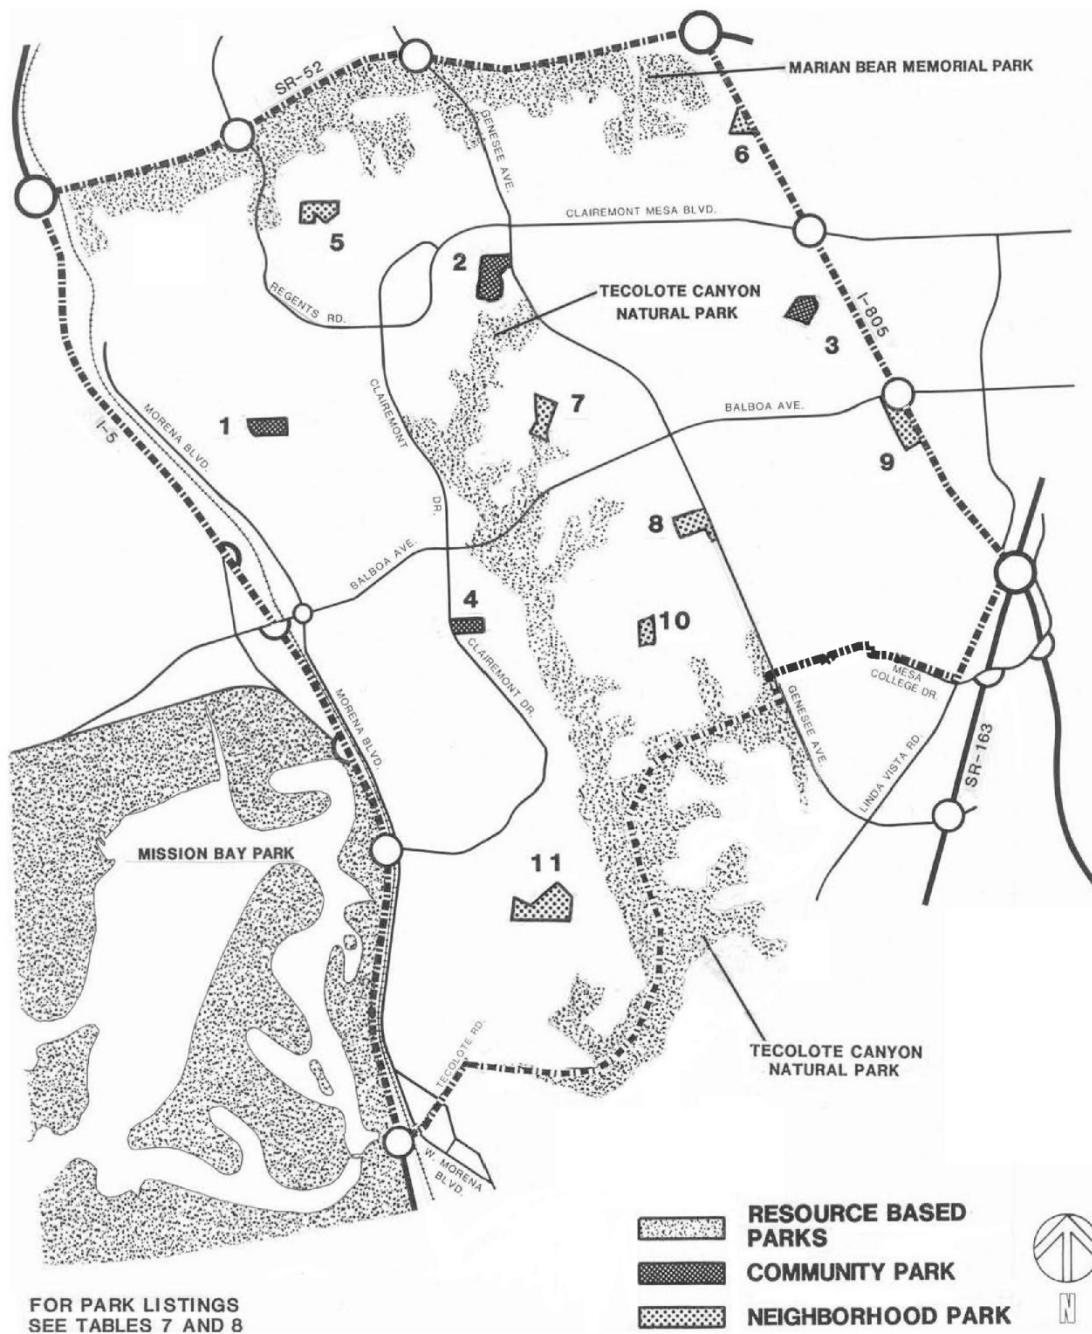 SR-52
MARIAN BEAR MEMORIAL PARK
GENESEE AVE.
6
5
CLAIREMONT MESA BLVD.
2
TECOLOTE CANYON
NATURAL PARK
REGENTS RD.
I-805
3
CLAIREMONT
DR.
7
1
MORENA BLVD.
I-5
BALBOA AVE.
9
8
BALBOA AVE.
4
10
CLAIREMONT DR.
MESA
COLLEGE DR.
GENESEE AVE.
MORENA BLVD.
LINDA VISTA RD.
SR-163
MISSION BAY PARK
11
TECOLOTE RD.
TECOLOTE CANYON
NATURAL PARK
W. MORENA
BLVD.
RESOURCE BASED
PARKS
COMMUNITY PARK
NEIGHBORHOOD PARK
N
FOR PARK LISTINGS
SEE TABLES 7 AND 8